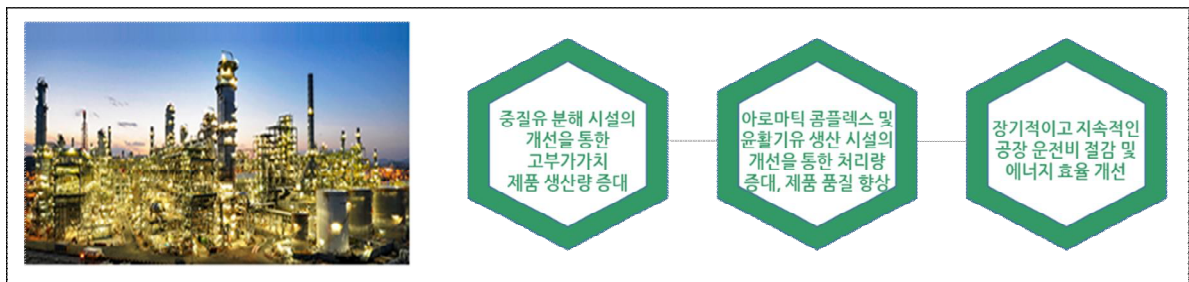 중질유 분해 시설의
개선을 통한
고부가가치
제품 생산량 증대
아로마틱 콤플렉스 및
윤활기유 생산 시설의
개선을 통한 처리량
증대, 제품 품질 향상
장기적이고 지속적인
공장 운전비 절감 및
에너지 효율 개선